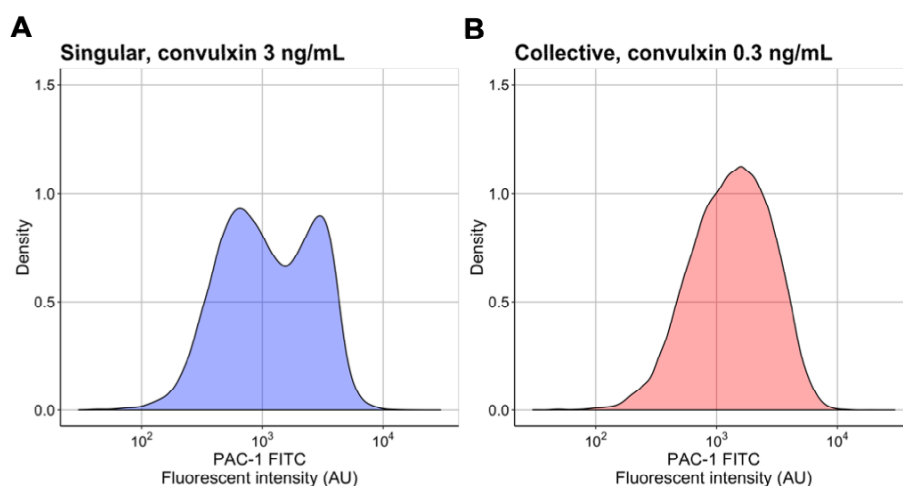 A
Singular, convulxin 3 ng/mL
1.5
1.0
0.5
0.0
Density
10²
10³
10⁴
PAC-1 FITC
Fluorescent intensity (AU)
B
Collective, convulxin 0.3 ng/mL
1.5
1.0
0.5
0.0
Density
10²
10³
10⁴
PAC-1 FITC
Fluorescent intensity (AU)